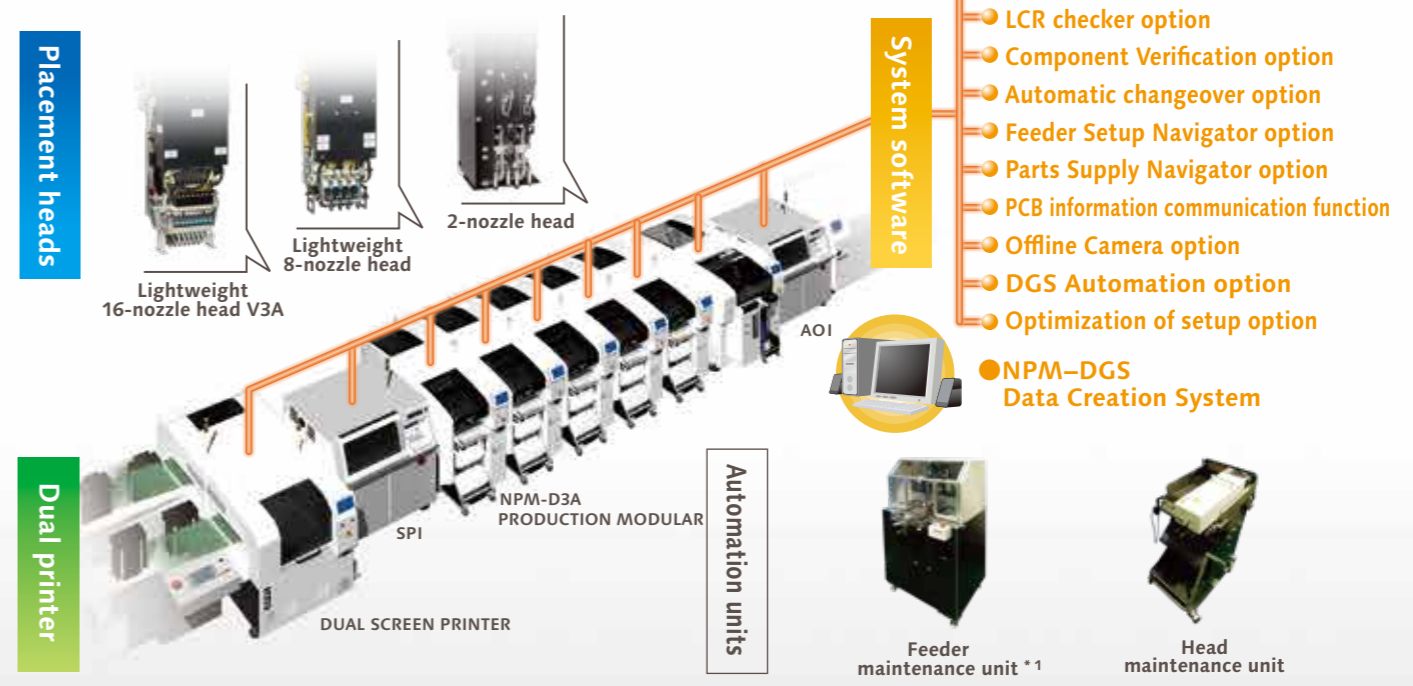 Placement heads
Lightweight
16-nozzle head V3A
Lightweight
8-nozzle head
2-nozzle head
System software
LCR checker option
Component Verification option
Automatic changeover option
Feeder Setup Navigator option
Parts Supply Navigator option
PCB information communication function
Offline Camera option
DGS Automation option
Optimization of setup option
●NPM–DGS
Data Creation System
AOI
NPM-D3A
PRODUCTION MODULAR
SPI
DUAL SCREEN PRINTER
Dual printer
Automation units
Feeder
maintenance unit *1
Head
maintenance unit